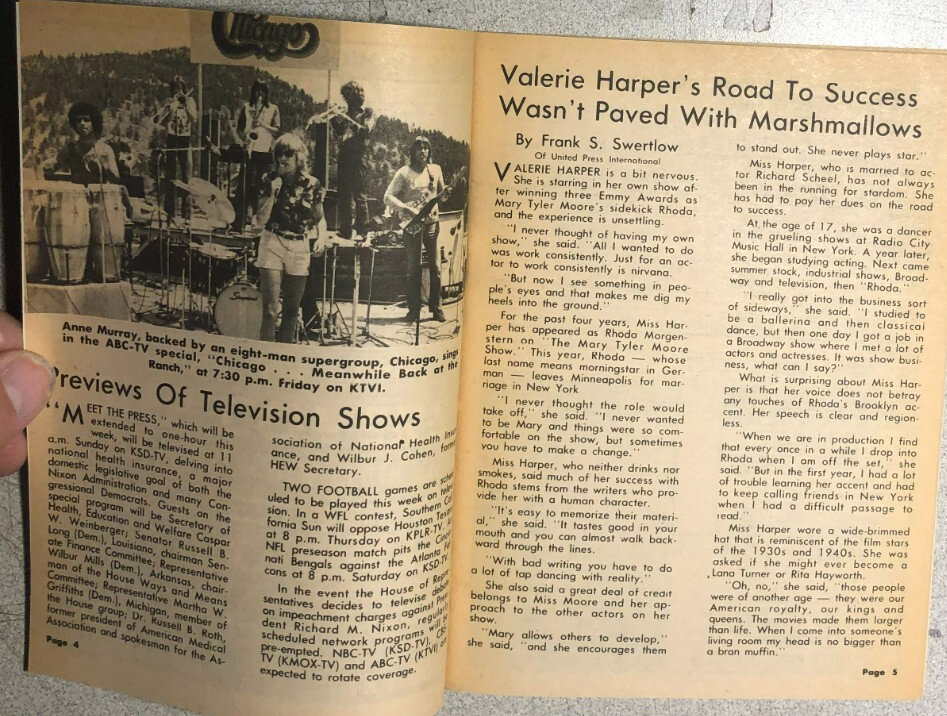 Chicago
Anne Murray, backed by an eight-man supergroup, Chicago, sings
in the ABC-TV special, "Chicago . . . Meanwhile Back at the
Ranch," at 7:30 p.m. Friday on KTVI.
Previews Of Television Shows
"MEET THE PRESS," which will be
extended to one-hour this
week, will be televised at 11
a.m. Sunday on KSD-TV, delving into
national health insurance, a major
domestic legislative goal of both the
Nixon Administration and many Con-
gressional Democrats. Guests on the
special program will be Secretary of
Health, Education and Welfare Caspar
W. Weinberger; Senator Russell B.
Long (Dem.), Louisiana, chairman Sen-
ate Finance Committee; Representative
Wilbur Mills (Dem.), Arkansas, chair-
man of the House Ways and Means
Committee; Representative Martha W.
Griffiths (Dem.), Michigan, member of
the House group; Dr. Russell B. Roth,
former president of American Medical
Association and spokesman for the As-
Page 4
sociation of National Health Insur-
ance, and Wilbur J. Cohen, former
HEW Secretary.
TWO FOOTBALL games are sched-
uled to be played this week on
sion. In a WFL contest, Southern Cali-
fornia Sun will oppose Houston Texans
at 8 p.m. Thursday on KPLR-TV.
NFL preseason match pits the Cincin-
nati Bengals against the Atlanta Fal-
cons at 8 p.m. Saturday on KSD-TV.
In the event the House of Repre-
sentatives decides to televise debate
on impeachment charges against Presi-
dent Richard M. Nixon, regularly
scheduled network programs will be
pre-empted. NBC-TV (KSD-TV), CBS-
TV (KMOX-TV) and ABC-TV (KTVI) are
expected to rotate coverage.
Valerie Harper's Road To Success
Wasn't Paved With Marshmallows
By Frank S. Swertlow
Of United Press International
VALERIE HARPER is a bit nervous.
She is starring in her own show af-
ter winning three Emmy Awards as
Mary Tyler Moore's sidekick Rhoda,
and the experience is unsettling.
"I never thought of having my own
show," she said. "All I wanted to do
was work consistently. Just for an ac-
tor to work consistently is nirvana.
"But now I see something in peo-
ple's eyes and that makes me dig my
heels into the ground."
For the past four years, Miss Har-
per has appeared as Rhoda Morgen-
stern on "The Mary Tyler Moore
Show." This year, Rhoda — whose
last name means morningstar in Ger-
man — leaves Minneapolis for mar-
riage in New York
"I never thought the role would
take off," she said. "I never wanted
to be Mary and things were so com-
fortable on the show, but sometimes
you have to make a change."
Miss Harper, who neither drinks nor
smokes, said much of her success with
Rhoda stems from the writers who pro-
vide her with a human character.
"It's easy to memorize their materi-
al," she said. "It tastes good in your
mouth and you can almost walk back-
ward through the lines.
"With bad writing you have to do
a lot of tap dancing with reality."
She also said a great deal of credit
belongs to Miss Moore and her ap-
proach to the other actors on her
show.
"Mary allows others to develop,"
she said, "and she encourages them
to stand out. She never plays star."
Miss Harper, who is married to ac-
tor Richard Scheel, has not always
been in the running for stardom. She
has had to pay her dues on the road
to success.
At the age of 17, she was a dancer
in the grueling shows at Radio City
Music Hall in New York. A year later,
she began studying acting. Next came
summer stock, industrial shows, Broad-
way and television, then "Rhoda."
"I really got into the business sort
of sideways," she said. "I studied to
be a ballerina and then classical
dance, but then one day I got a job in
a Broadway show where I met a lot of
actors and actresses. It was show busi-
ness, what can I say?"
What is surprising about Miss Har-
per is that her voice does not betray
any touches of Rhoda's Brooklyn ac-
cent. Her speech is clear and region-
less.
"When we are in production I find
that every once in a while I drop into
Rhoda when I am off the set," she
said. "But in the first year, I had a lot
of trouble learning her accent and had
to keep calling friends in New York
when I had a difficult passage to
read."
Miss Harper wore a wide-brimmed
hat that is reminiscent of the film stars
of the 1930s and 1940s. She was
asked if she might ever become a
Lana Turner or Rita Hayworth.
"Oh, no," she said, "those people
were of another age — they were our
American royalty, our kings and
queens. The movies made them larger
than life. When I come into someone's
living room my head is no bigger than
a bran muffin."
Page 5